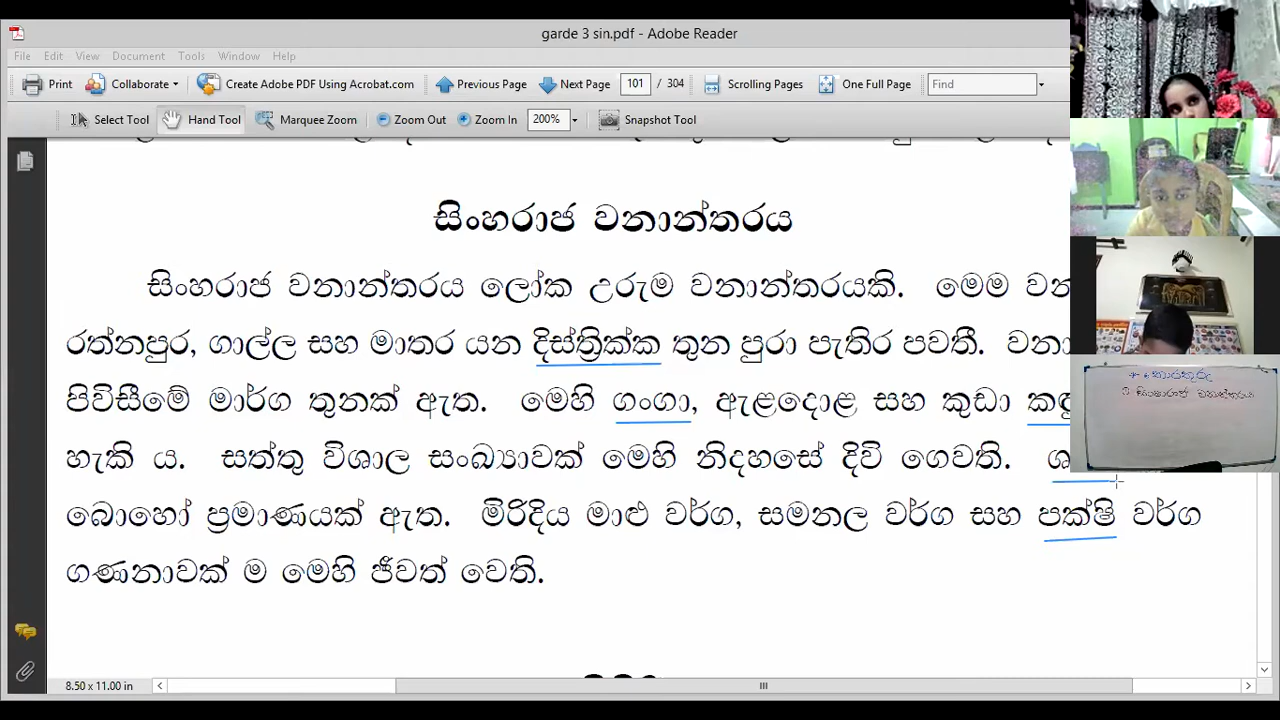 garde 3 sin.pdf - Adobe Reader
File Edit View Document Tools Window Help
Print Collaborate Create Adobe PDF Using Acrobat.com Previous Page Next Page 101 / 304 Scrolling Pages One Full Page Find
Select Tool Hand Tool Marquee Zoom Zoom Out Zoom In 200% Snapshot Tool
සිංහරාජ වනාන්තරය
සිංහරාජ වනාන්තරය ලෝක උරුම වනාන්තරයකි. මෙම
රත්නපුර, ගාල්ල සහ මාතර යන දිස්ත්‍රික්ක තුන පුරා පැතිර පවතී.
පිවිසීමේ මාර්ග තුනක් ඇත. මෙහි ගංගා, ඇළදොළ සහ කුඩා
හැකි ය. සත්තු විශාල සංඛ්‍යාවක් මෙහි නිදහසේ දිවි ගෙවති.
බොහෝ ප්‍රමාණයක් ඇත. මිරිදිය මාළු වර්ග, සමනල වර්ග සහ පක්ෂි වර්ග
ගණනාවක් ම මෙහි ජීවත් වෙති.
8.50 x 11.00 in